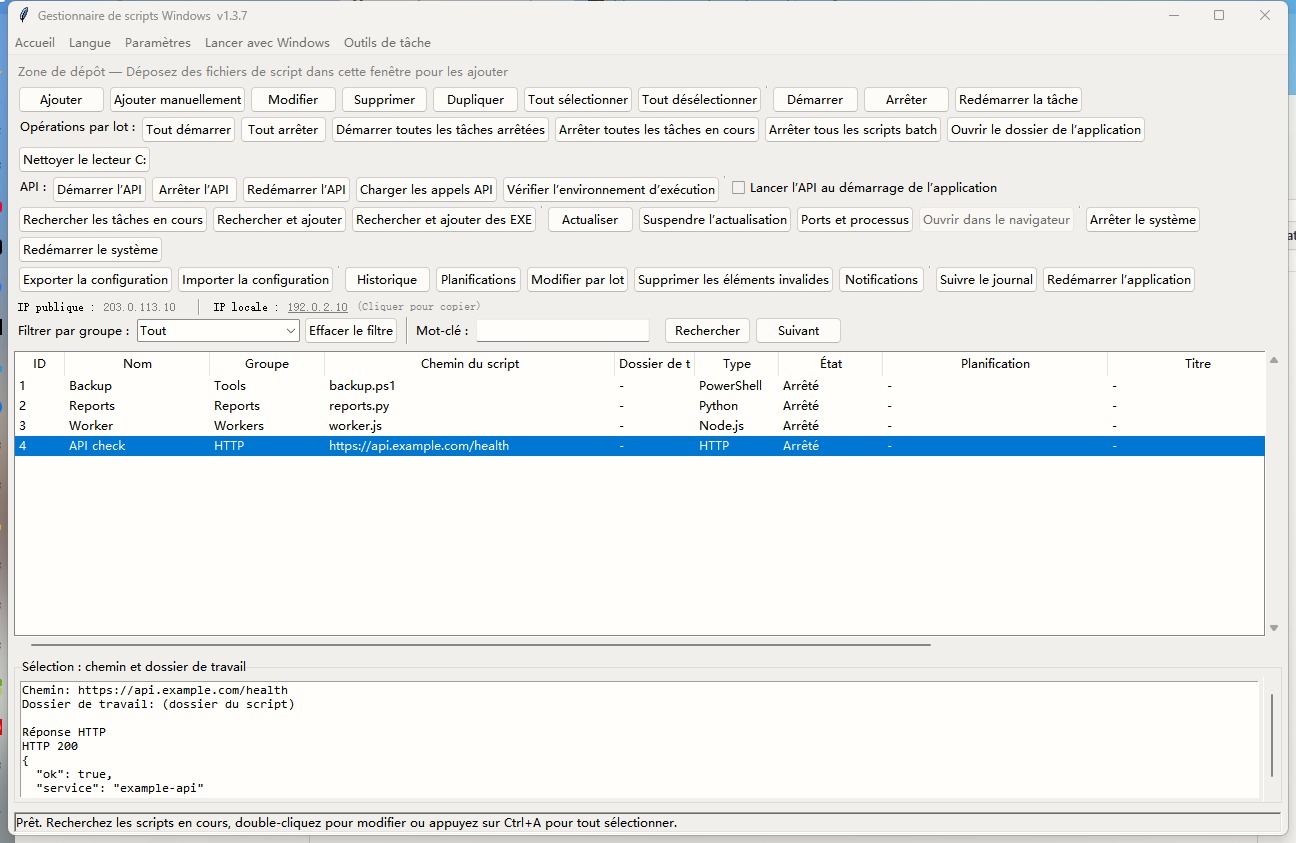 Gestionnaire de scripts Windows v1.3.7
Accueil Langue Paramètres Lancer avec Windows Outils de tâche
Zone de dépôt — Déposez des fichiers de script dans cette fenêtre pour les ajouter
Ajouter Ajouter manuellement Modifier Supprimer Dupliquer Tout sélectionner Tout désélectionner Démarrer Arrêter Redémarrer la tâche
Opérations par lot : Tout démarrer Tout arrêter Démarrer toutes les tâches arrêtées Arrêter toutes les tâches en cours Arrêter tous les scripts batch Ouvrir le dossier de l'application
Nettoyer le lecteur C:
API : Démarrer l'API Arrêter l'API Redémarrer l'API Charger les appels API Vérifier l'environnement d'exécution Lancer l'API au démarrage de l'application
Rechercher les tâches en cours Rechercher et ajouter Rechercher et ajouter des EXE Actualiser Suspendre l'actualisation Ports et processus Ouvrir dans le navigateur Arrêter le système
Redémarrer le système
Exporter la configuration Importer la configuration Historique Planifications Modifier par lot Supprimer les éléments invalides Notifications Suivre le journal Redémarrer l'application
IP publique : 203.0.113.10 IP locale : 192.0.2.10 (Cliquer pour copier)
Filtrer par groupe : Tout Effacer le filtre Mot-clé : Rechercher Suivant
ID Nom Groupe Chemin du script Dossier de t Type État Planification Titre
1 Backup Tools backup.ps1 - PowerShell Arrêté - -
2 Reports Reports reports.py - Python Arrêté - -
3 Worker Workers worker.js - Node.js Arrêté - -
4 API check HTTP https://api.example.com/health - HTTP Arrêté - -
Sélection : chemin et dossier de travail
Chemin: https://api.example.com/health
Dossier de travail: (dossier du script)
Réponse HTTP
HTTP 200
{
"ok": true,
"service": "example-api"
Prêt. Recherchez les scripts en cours, double-cliquez pour modifier ou appuyez sur Ctrl+A pour tout sélectionner.